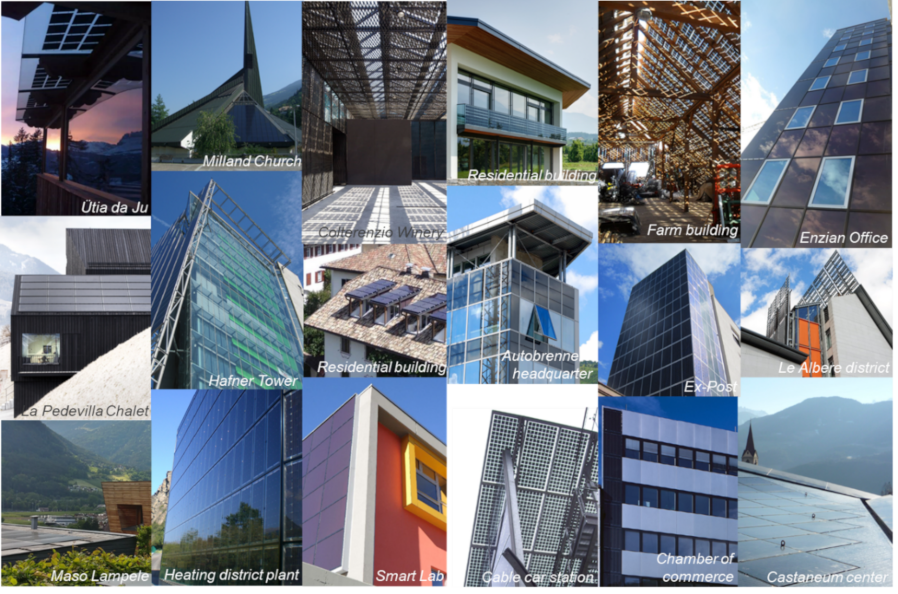 Ütia da Ju
Milland Church
Colterenzio Winery
Residential building
Farm building
Enzian Office
La Pedevilla Chalet
Hafner Tower
Residential building
Autobrennero
headquarter
Ex-Post
Le Albere district
Maso Lampele
Heating district plant
Smart Lab
Cable car station
Chamber of
commerce
Castaneum center